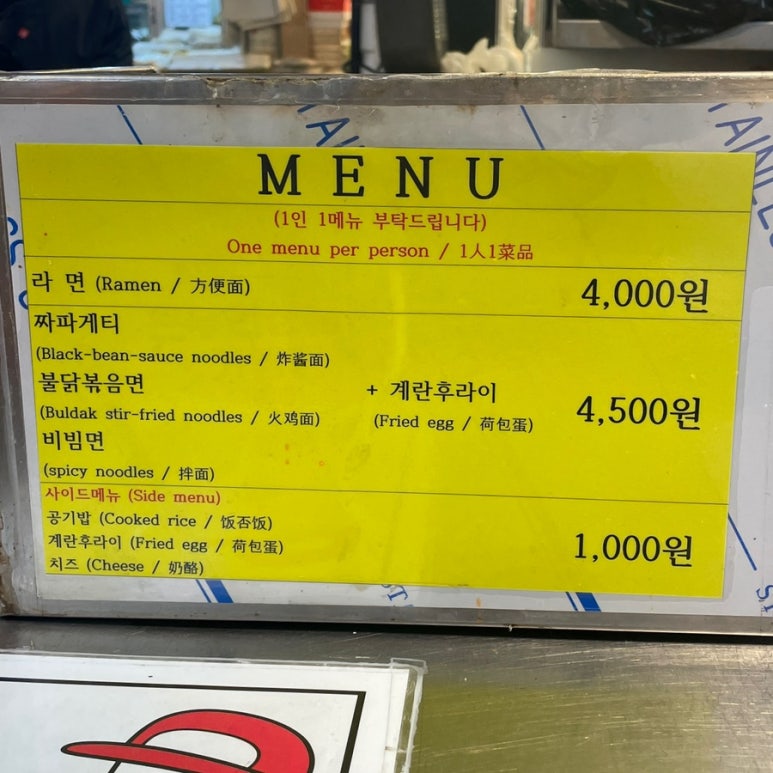 MENU
(1인 1메뉴 부탁드립니다)
One menu per person / 1人1菜品
라 면 (Ramen / 方便面) 4,000원
짜파게티
(Black-bean-sauce noodles / 炸酱面)
불닭볶음면 + 계란후라이
(Buldak stir-fried noodles / 火鸡面) (Fried egg / 荷包蛋) 4,500원
비빔면
(spicy noodles / 拌面)
사이드메뉴 (Side menu)
공기밥 (Cooked rice / 饭否饭)
계란후라이 (Fried egg / 荷包蛋) 1,000원
치즈 (Cheese / 奶酪)